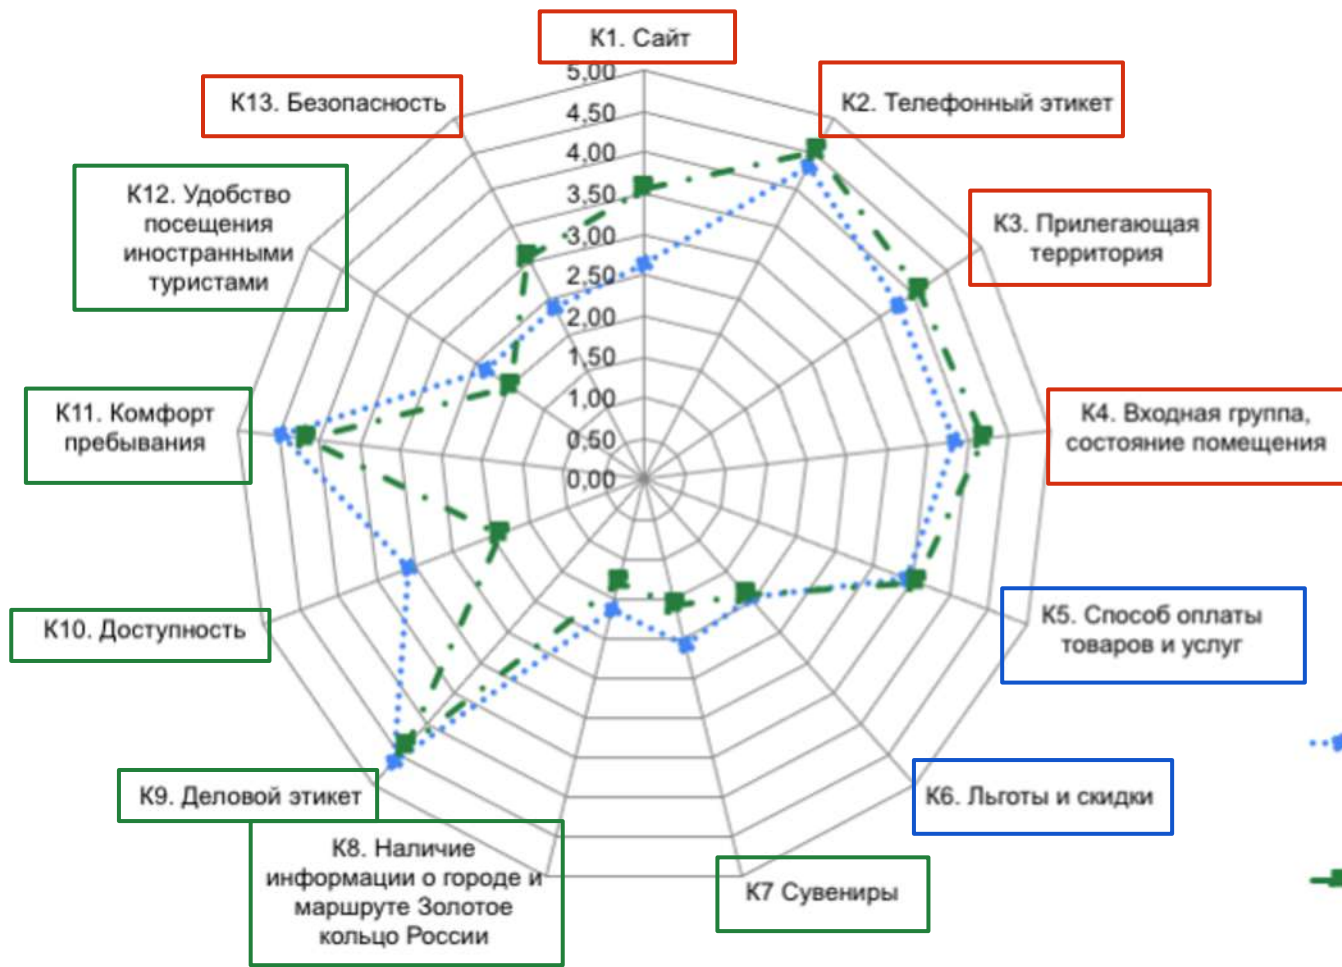 К1. Сайт
5,00
4,50
4,00
3,50
3,00
2,50
2,00
1,50
1,00
0,50
0,00
К2. Телефонный этикет
К3. Прилегающая
территория
К4. Входная группа,
состояние помещения
К5. Способ оплаты
товаров и услуг
К6. Льготы и скидки
К7 Сувениры
К8. Наличие
информации о городе и
маршруте Золотое
кольцо России
К9. Деловой этикет
К10. Доступность
К11. Комфорт
пребывания
К12. Удобство
посещения
иностранными
туристами
К13. Безопасность